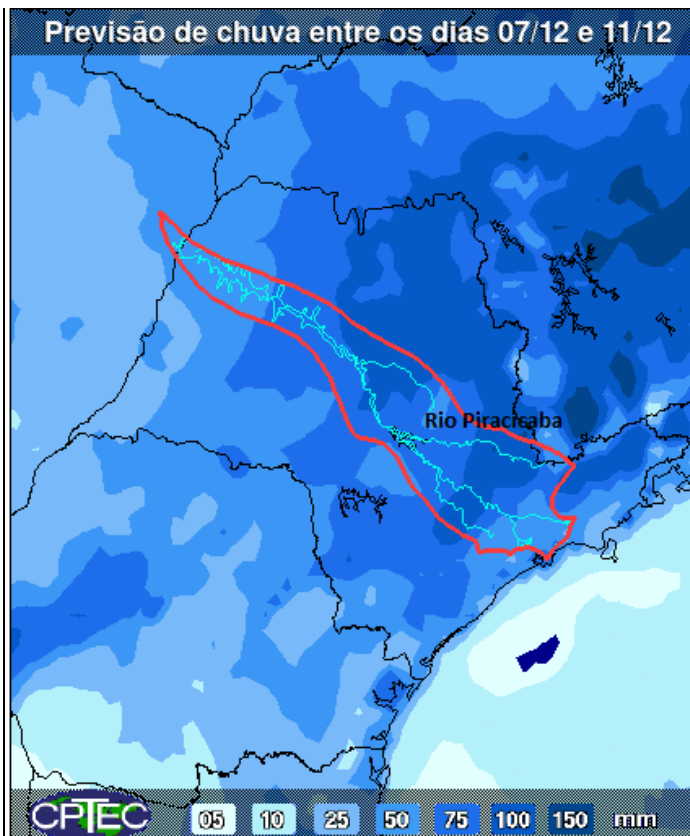 Previsão de chuva entre os dias 07/12 e 11/12
Rio Piracicaba
CPTEC 05 10 25 50 75 100 150 mm